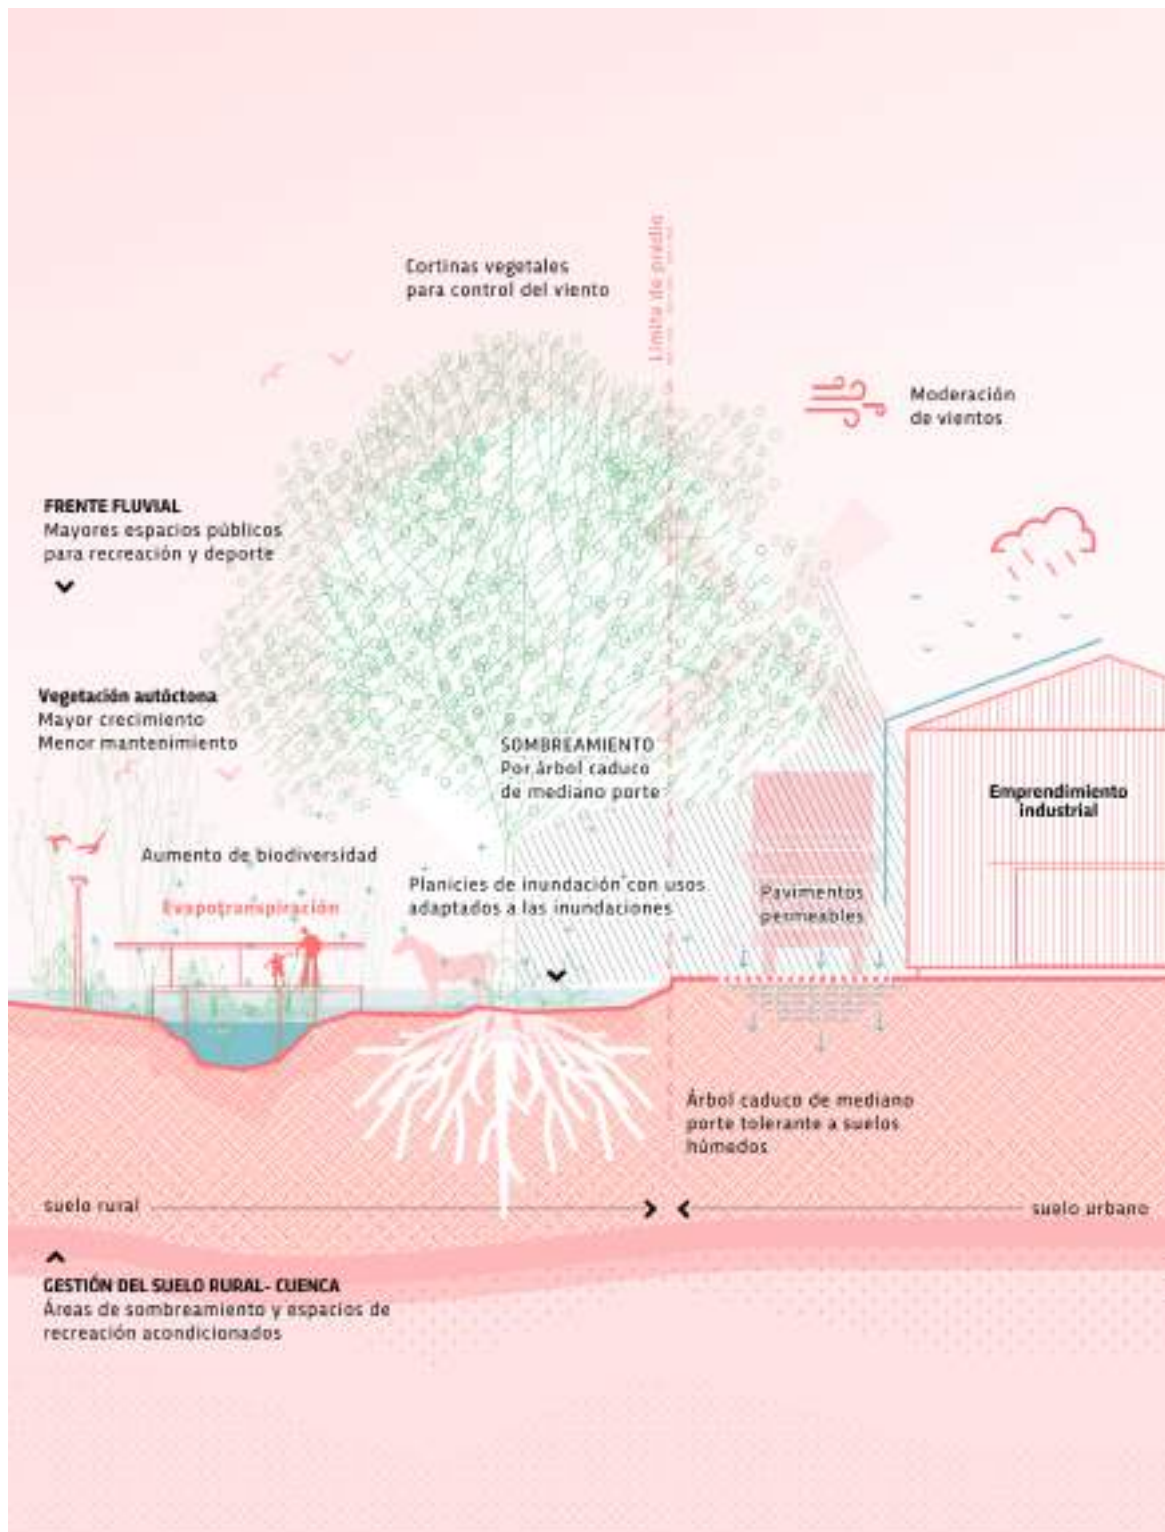 Límite de predio
Cortinas vegetales
para control del viento
Moderación
de vientos
FRENTE FLUVIAL
Mayores espacios públicos
para recreación y deporte
Vegetación autóctona
Mayor crecimiento
Menor mantenimiento
SOMBREAMIENTO
Por árbol caduco
de mediano porte
Emprendimiento
industrial
Aumento de biodiversidad
Evapotranspiración
Planicies de inundación con usos
adaptados a las inundaciones
Pavimentos
permeables
Árbol caduco de mediano
porte tolerante a suelos
húmedos
suelo rural
suelo urbano
GESTIÓN DEL SUELO RURAL- CUENCA
Áreas de sombreamiento y espacios de
recreación acondicionados